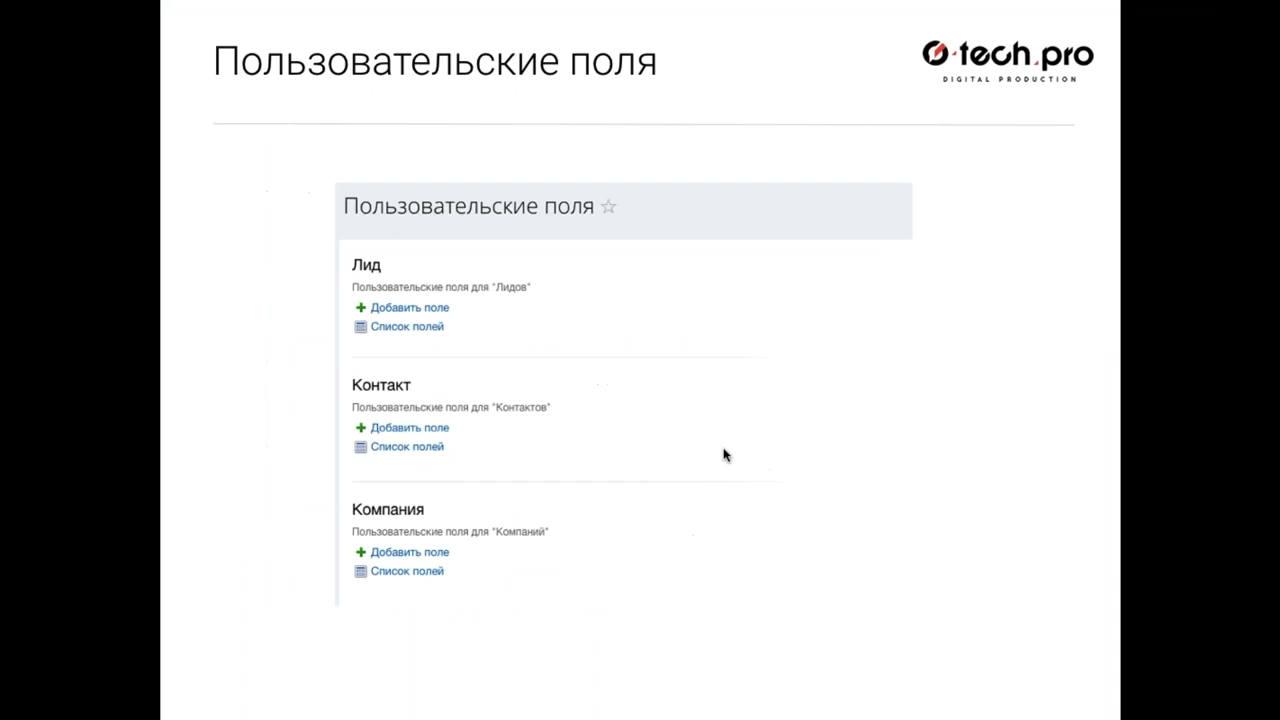 Пользовательские поля
tech.pro
DIGITAL PRODUCTION
Пользовательские поля
Лид
Пользовательские поля для "Лидов"
Добавить поле
Список полей
Контакт
Пользовательские поля для "Контактов"
Добавить поле
Список полей
Компания
Пользовательские поля для "Компаний"
Добавить поле
Список полей